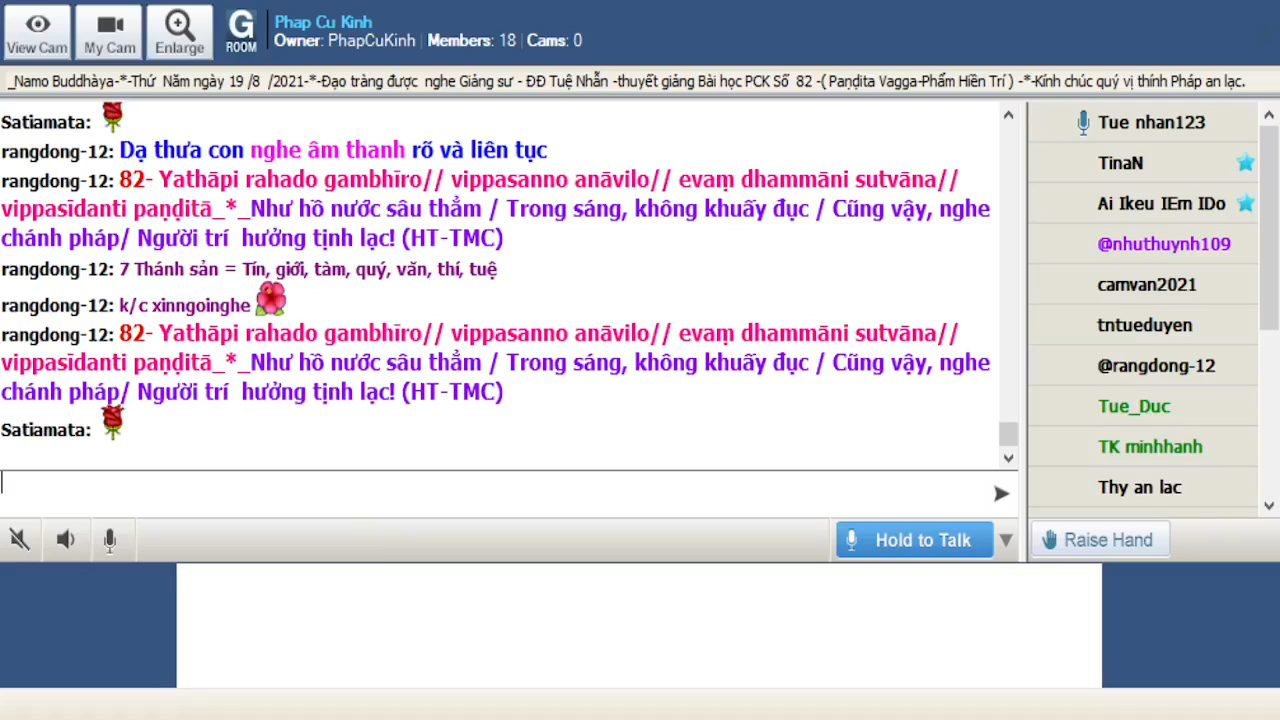 View Cam
My Cam
Enlarge
G
ROOM
Phap Cu Kinh
Owner: PhapCuKinh | Members: 18 | Cams: 0
_Namo Buddhàya-*-Thứ Năm ngày 19 /8 /2021-*-Đạo tràng được nghe Giảng sư - ĐĐ Tuệ Nhẫn -thuyết giảng Bài học PCK Số 82 -( Paṇḍita Vagga-Phẩm Hiền Trí ) -*-Kính chúc quý vị thính Pháp an lạc.
Satiamata:
rangdong-12: Dạ thưa con nghe âm thanh rõ và liên tục
rangdong-12: 82- Yathāpi rahado gambhīro// vippasanno anāvilo// evaṃ dhammāni sutvāna//
vippasīdanti paṇḍitā_*_Như hồ nước sâu thẳm / Trong sáng, không khuấy đục / Cũng vậy, nghe
chánh pháp/ Người trí hưởng tịnh lạc! (HT-TMC)
rangdong-12: 7 Thánh sản = Tín, giới, tàm, quý, văn, thí, tuệ
rangdong-12: k/c xinngoinghe
rangdong-12: 82- Yathāpi rahado gambhīro// vippasanno anāvilo// evaṃ dhammāni sutvāna//
vippasīdanti paṇḍitā_*_Như hồ nước sâu thẳm / Trong sáng, không khuấy đục / Cũng vậy, nghe
chánh pháp/ Người trí hưởng tịnh lạc! (HT-TMC)
Satiamata:
Tue nhan123
TinaN
Ai Ikeu IEm IDo
@nhuthuynh109
camvan2021
tntueduyen
@rangdong-12
Tue_Duc
TK minhhanh
Thy an lac
Hold to Talk
Raise Hand